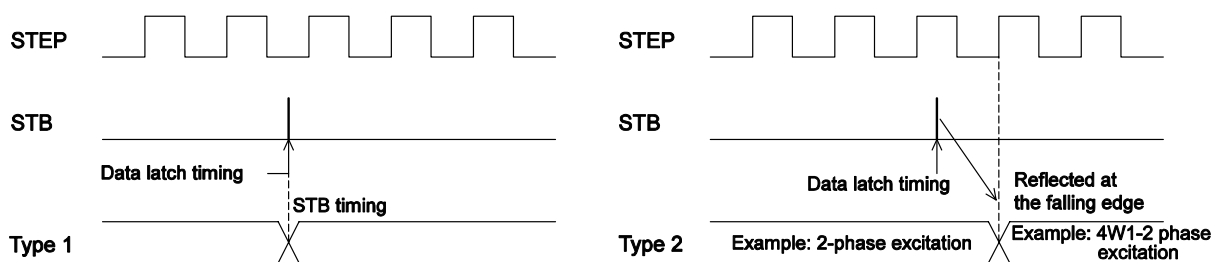 STEP
STB
Data latch timing
STB timing
Type 1
STEP
STB
Data latch timing
Reflected at
the falling edge
Type 2
Example: 2-phase excitation
Example: 4W1-2 phase
excitation